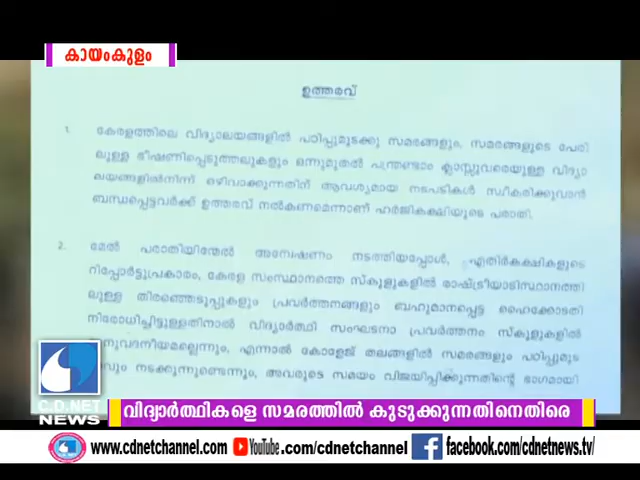 കായംകുളം
ഉത്തരവ്
1. കേരളത്തിലെ വിദ്യാലയങ്ങളിൽ പഠിപ്പുമുടക്കു സമരങ്ങളും, സമരങ്ങളുടെ പേരി
ലുള്ള ഭീഷണിപ്പെടുത്തലുകളും ഒന്നുമുതൽ പന്ത്രണ്ടാം ക്ലാസ്സുവരെയുള്ള വിദ്യാ
ലയങ്ങളിൽനിന്ന് ഒഴിവാക്കുന്നതിന് ആവശ്യമായ നടപടികൾ സ്വീകരിക്കുവാൻ
ബന്ധപ്പെട്ടവർക്ക് ഉത്തരവ് നൽകണമെന്നാണ് ഹർജികക്ഷിയുടെ പരാതി.
2. മേൽ പരാതിയിന്മേൽ അന്വേഷണം നടത്തിയപ്പോൾ, എതിർകക്ഷികളുടെ
റിപ്പോർട്ടുപ്രകാരം, കേരള സംസ്ഥാനത്തെ സ്കൂളുകളിൽ രാഷ്ട്രീയാടിസ്ഥാനത്തി
ലുള്ള തിരഞ്ഞെടുപ്പുകളും പ്രവർത്തനങ്ങളും ബഹുമാനപ്പെട്ട ഹൈക്കോടതി
നിരോധിച്ചിട്ടുള്ളതിനാൽ വിദ്യാർത്ഥി സംഘടനാ പ്രവർത്തനം സ്കൂളുകളിൽ
നുവദനീയമല്ലെന്നും, എന്നാൽ കോളേജ് തലങ്ങളിൽ സമരങ്ങളും പഠിപ്പുമുട
വും നടക്കുന്നുണ്ടെന്നും, അവരുടെ സമയം വിജയിപ്പിക്കുന്നതിന്റെ ഭാഗമായി
C.D.NET
NEWS
വിദ്യാർത്ഥികളെ സമരത്തിൽ കുടുക്കുന്നതിനെതിരെ
www.cdnetchannel.com YouTube.com/cdnetchannel facebook.com/cdnetnews.tv/